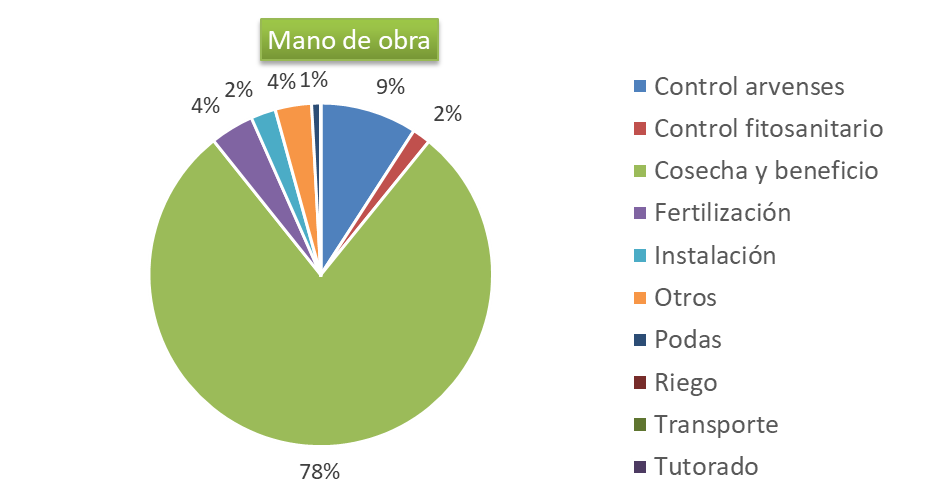 Mano de obra
4%
2%
4%
1%
9%
2%
78%
Control arvenses
Control fitosanitario
Cosecha y beneficio
Fertilización
Instalación
Otros
Podas
Riego
Transporte
Tutorado